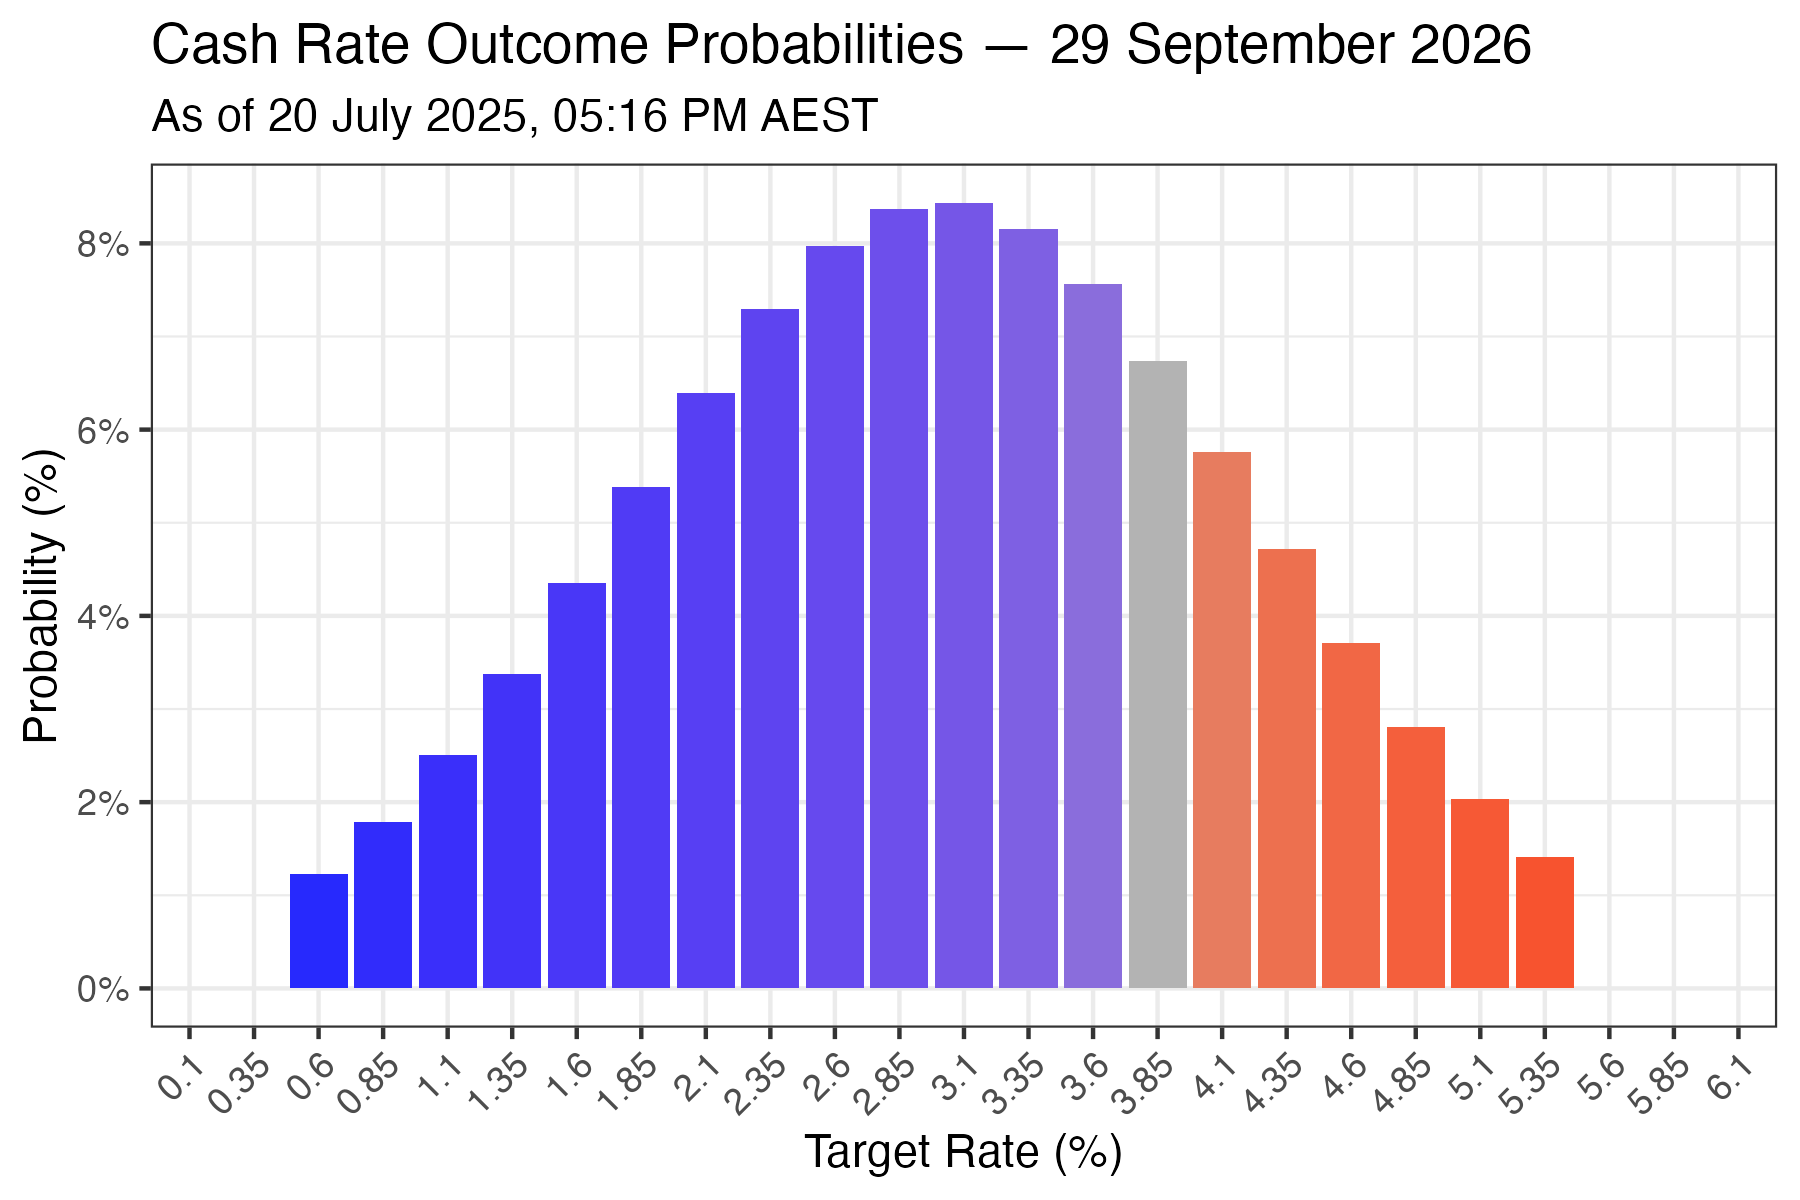 Cash Rate Outcome Probabilities — 29 September 2026
As of 20 July 2025, 05:16 PM AEST
Probability (%)
8%
6%
4%
2%
0%
0.1 0.35 0.6 0.85 1.1 1.35 1.6 1.85 2.1 2.35 2.6 2.85 3.1 3.35 3.6 3.85 4.1 4.35 4.6 4.85 5.1 5.35 5.6 5.85 6.1
Target Rate (%)